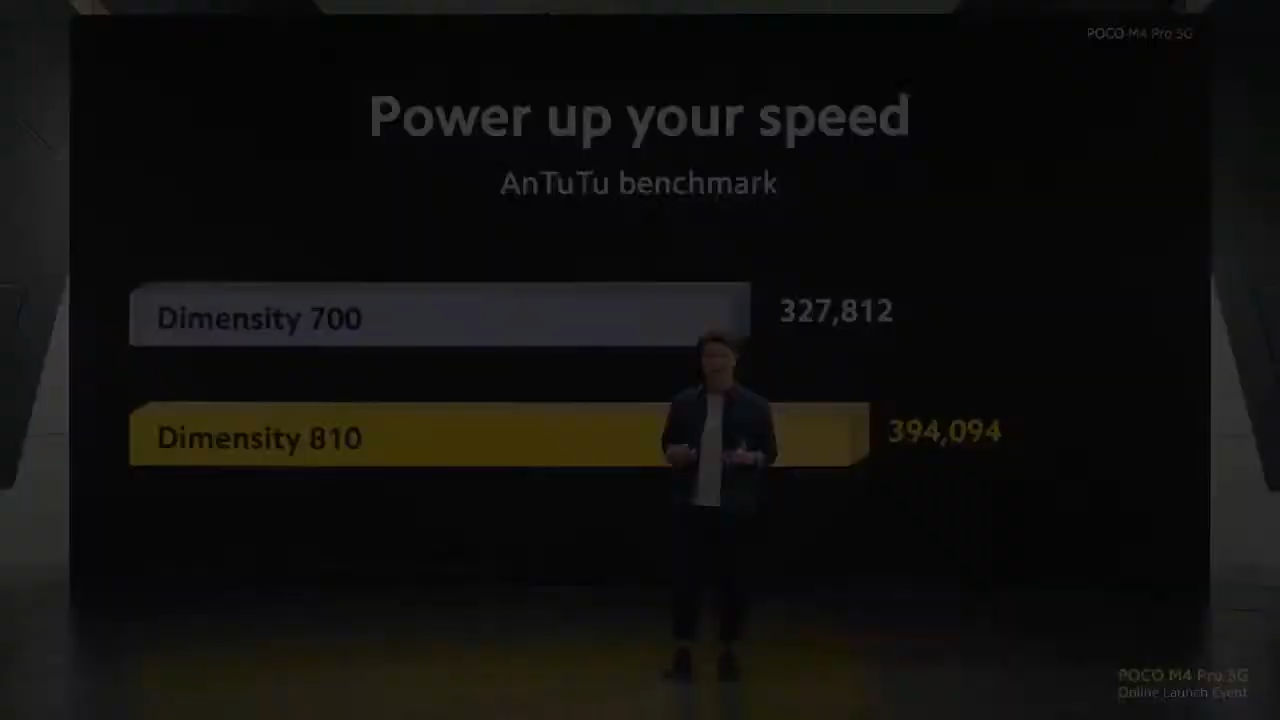 POCO M4 Pro 5G
Power up your speed
AnTuTu benchmark
Dimensity 700
327,812
Dimensity 810
394,094
POCO M4 Pro 5G
Online Launch Event